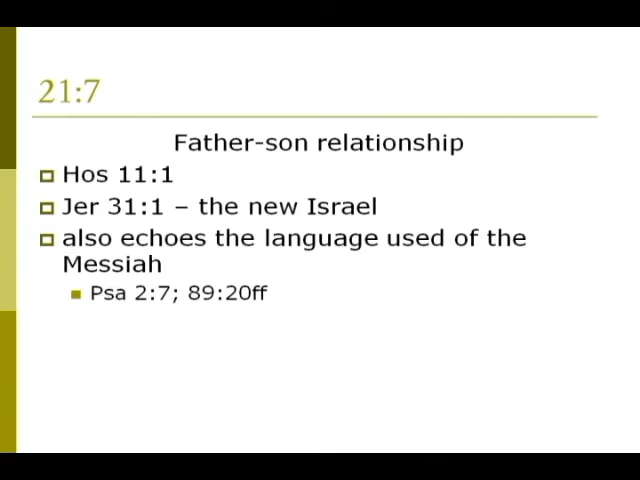 21:7
Father-son relationship
Hos 11:1
Jer 31:1 – the new Israel
also echoes the language used of the
Messiah
Psa 2:7; 89:20ff